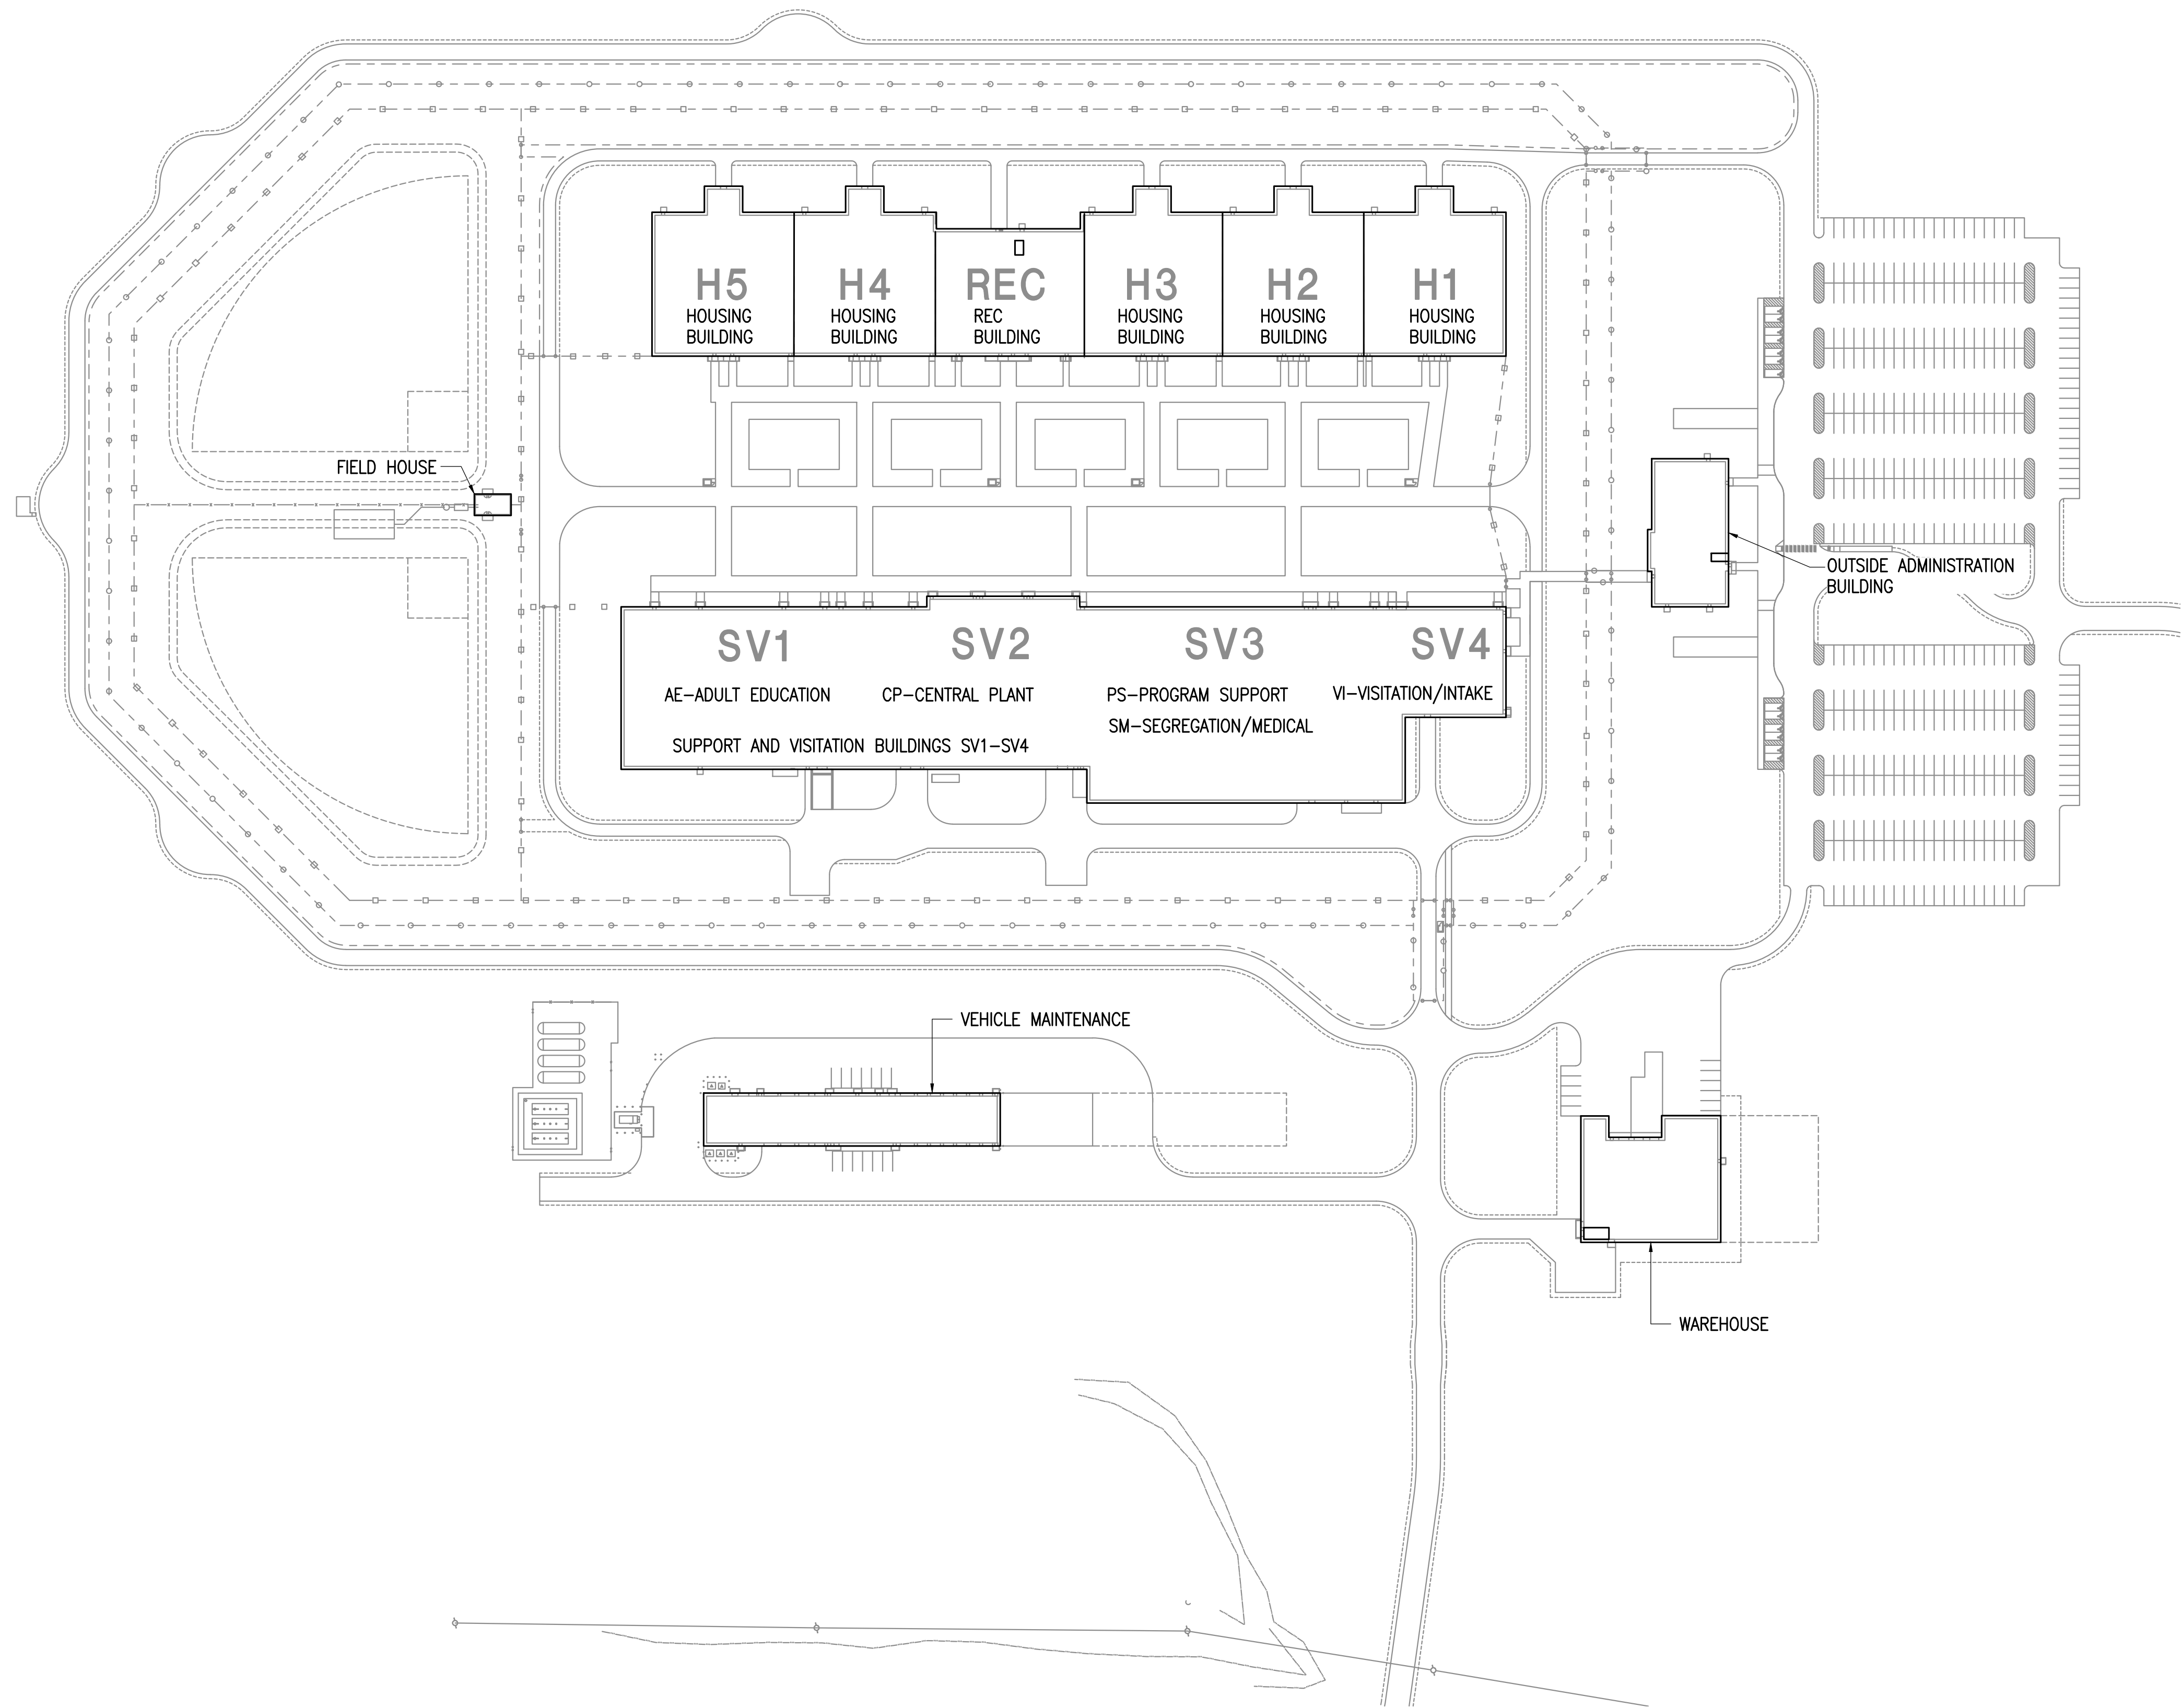 H5
HOUSING
BUILDING
H4
HOUSING
BUILDING
REC
REC
BUILDING
H3
HOUSING
BUILDING
H2
HOUSING
BUILDING
H1
HOUSING
BUILDING
FIELD HOUSE
OUTSIDE ADMINISTRATION
BUILDING
SV1
SV2
SV3
SV4
AE-ADULT EDUCATION
CP-CENTRAL PLANT
PS-PROGRAM SUPPORT
VI-VISITATION/INTAKE
SM-SEGREGATION/MEDICAL
SUPPORT AND VISITATION BUILDINGS SV1-SV4
VEHICLE MAINTENANCE
WAREHOUSE